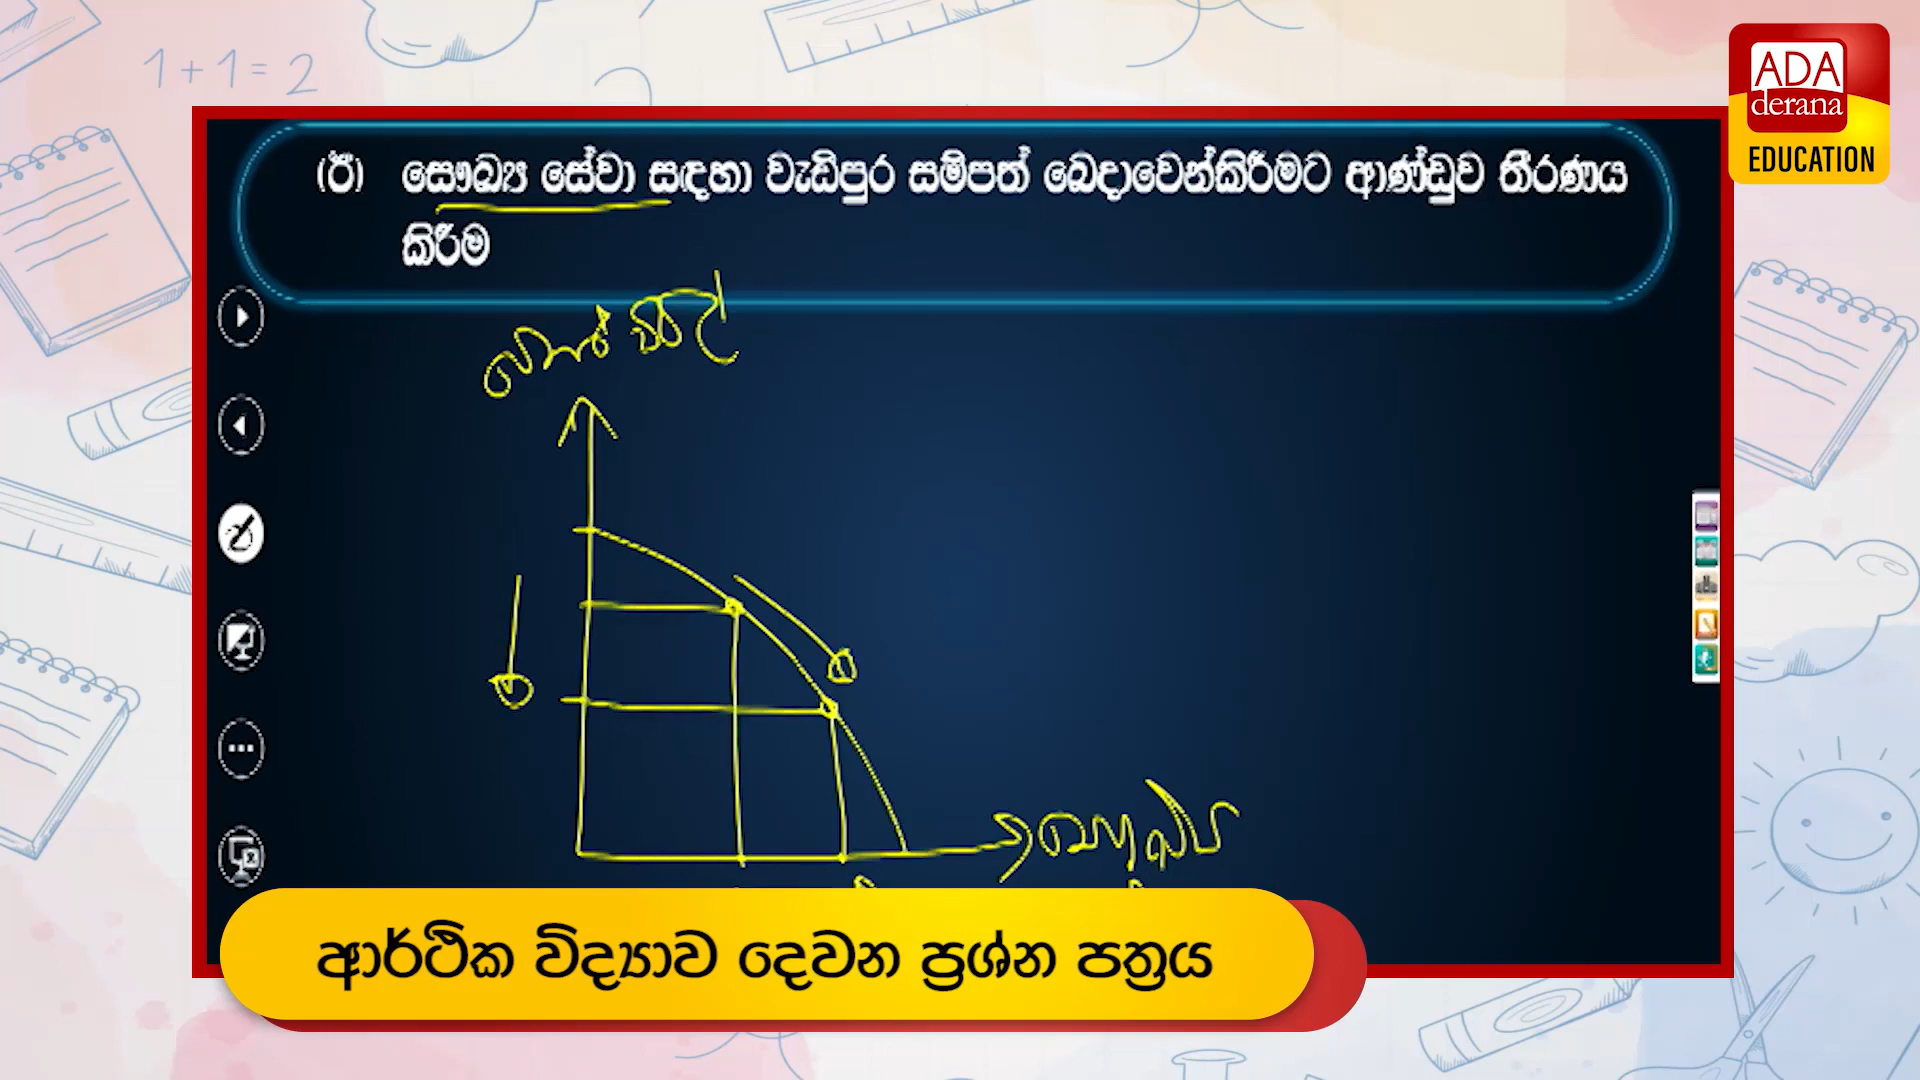 1+1=2
ADA
derana
EDUCATION
(ඊ) සෞඛ්‍ය සේවා සඳහා වැඩිපුර සම්පත් බෙදාවෙන්කිරීමට ආණ්ඩුව තීරණය
කිරීම
සෞඛ්‍ය
ආර්ථික විද්‍යාව දෙවන ප්‍රශ්න පත්‍රය